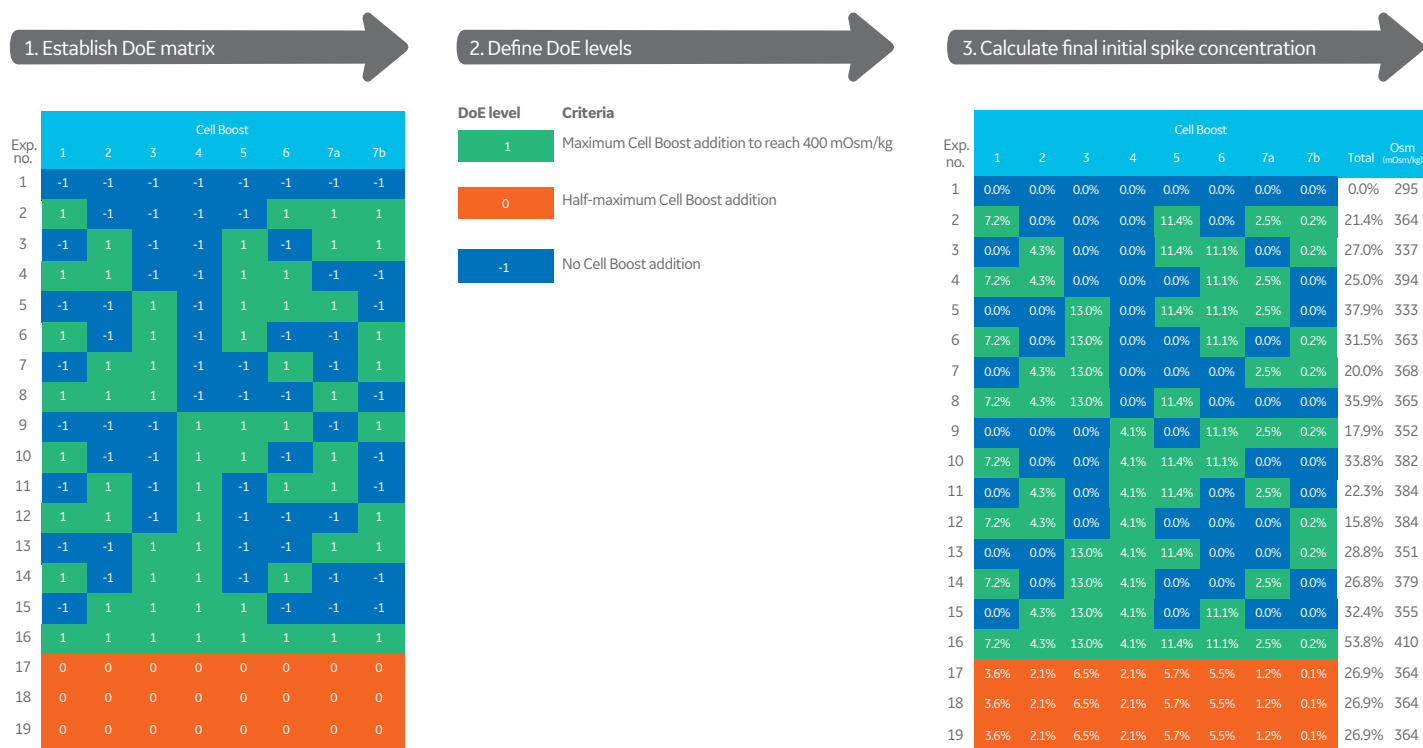 1. Establish DoE matrix
2. Define DoE levels
3. Calculate final initial spike concentration
Cell Boost
Exp. no. 1 2 3 4 5 6 7a 7b
1 -1 -1 -1 -1 -1 -1 -1 -1
2 1 -1 -1 -1 -1 1 1 1
3 -1 1 -1 -1 1 -1 1 1
4 1 1 -1 -1 1 1 -1 -1
5 -1 -1 1 -1 1 1 1 -1
6 1 -1 1 -1 1 -1 -1 1
7 -1 1 1 -1 -1 1 -1 1
8 1 1 1 -1 -1 -1 1 -1
9 -1 -1 -1 1 1 1 -1 1
10 1 -1 -1 1 1 -1 1 -1
11 -1 1 -1 1 -1 1 1 -1
12 1 1 -1 1 -1 -1 -1 1
13 -1 -1 1 1 -1 -1 1 1
14 1 -1 1 1 -1 1 -1 -1
15 -1 1 1 1 1 -1 -1 -1
16 1 1 1 1 1 1 1 1
17 0 0 0 0 0 0 0 0
18 0 0 0 0 0 0 0 0
19 0 0 0 0 0 0 0 0
DoE level Criteria
1 Maximum Cell Boost addition to reach 400 mOsm/kg
0 Half-maximum Cell Boost addition
-1 No Cell Boost addition
Cell Boost
Exp. no. 1 2 3 4 5 6 7a 7b Total Osm (mOsm/kg)
1 0.0% 0.0% 0.0% 0.0% 0.0% 0.0% 0.0% 0.0% 0.0% 295
2 7.2% 0.0% 0.0% 0.0% 11.4% 0.0% 2.5% 0.2% 21.4% 364
3 0.0% 4.3% 0.0% 0.0% 11.4% 11.1% 0.0% 0.2% 27.0% 337
4 7.2% 4.3% 0.0% 0.0% 0.0% 11.1% 2.5% 0.0% 25.0% 394
5 0.0% 0.0% 13.0% 0.0% 11.4% 11.1% 2.5% 0.0% 37.9% 333
6 7.2% 0.0% 13.0% 0.0% 0.0% 11.1% 0.0% 0.2% 31.5% 363
7 0.0% 4.3% 13.0% 0.0% 0.0% 0.0% 2.5% 0.2% 20.0% 368
8 7.2% 4.3% 13.0% 0.0% 11.4% 0.0% 0.0% 0.0% 35.9% 365
9 0.0% 0.0% 0.0% 4.1% 0.0% 11.1% 2.5% 0.2% 17.9% 352
10 7.2% 0.0% 0.0% 4.1% 11.4% 11.1% 0.0% 0.0% 33.8% 382
11 0.0% 4.3% 0.0% 4.1% 11.4% 0.0% 2.5% 0.0% 22.3% 384
12 7.2% 4.3% 0.0% 4.1% 0.0% 0.0% 0.0% 0.2% 15.8% 384
13 0.0% 0.0% 13.0% 4.1% 11.4% 0.0% 0.0% 0.2% 28.8% 351
14 7.2% 0.0% 13.0% 4.1% 0.0% 0.0% 2.5% 0.0% 26.8% 379
15 0.0% 4.3% 13.0% 4.1% 0.0% 11.1% 0.0% 0.0% 32.4% 355
16 7.2% 4.3% 13.0% 4.1% 11.4% 11.1% 2.5% 0.2% 53.8% 410
17 3.6% 2.1% 6.5% 2.1% 5.7% 5.5% 1.2% 0.1% 26.9% 364
18 3.6% 2.1% 6.5% 2.1% 5.7% 5.5% 1.2% 0.1% 26.9% 364
19 3.6% 2.1% 6.5% 2.1% 5.7% 5.5% 1.2% 0.1% 26.9% 364